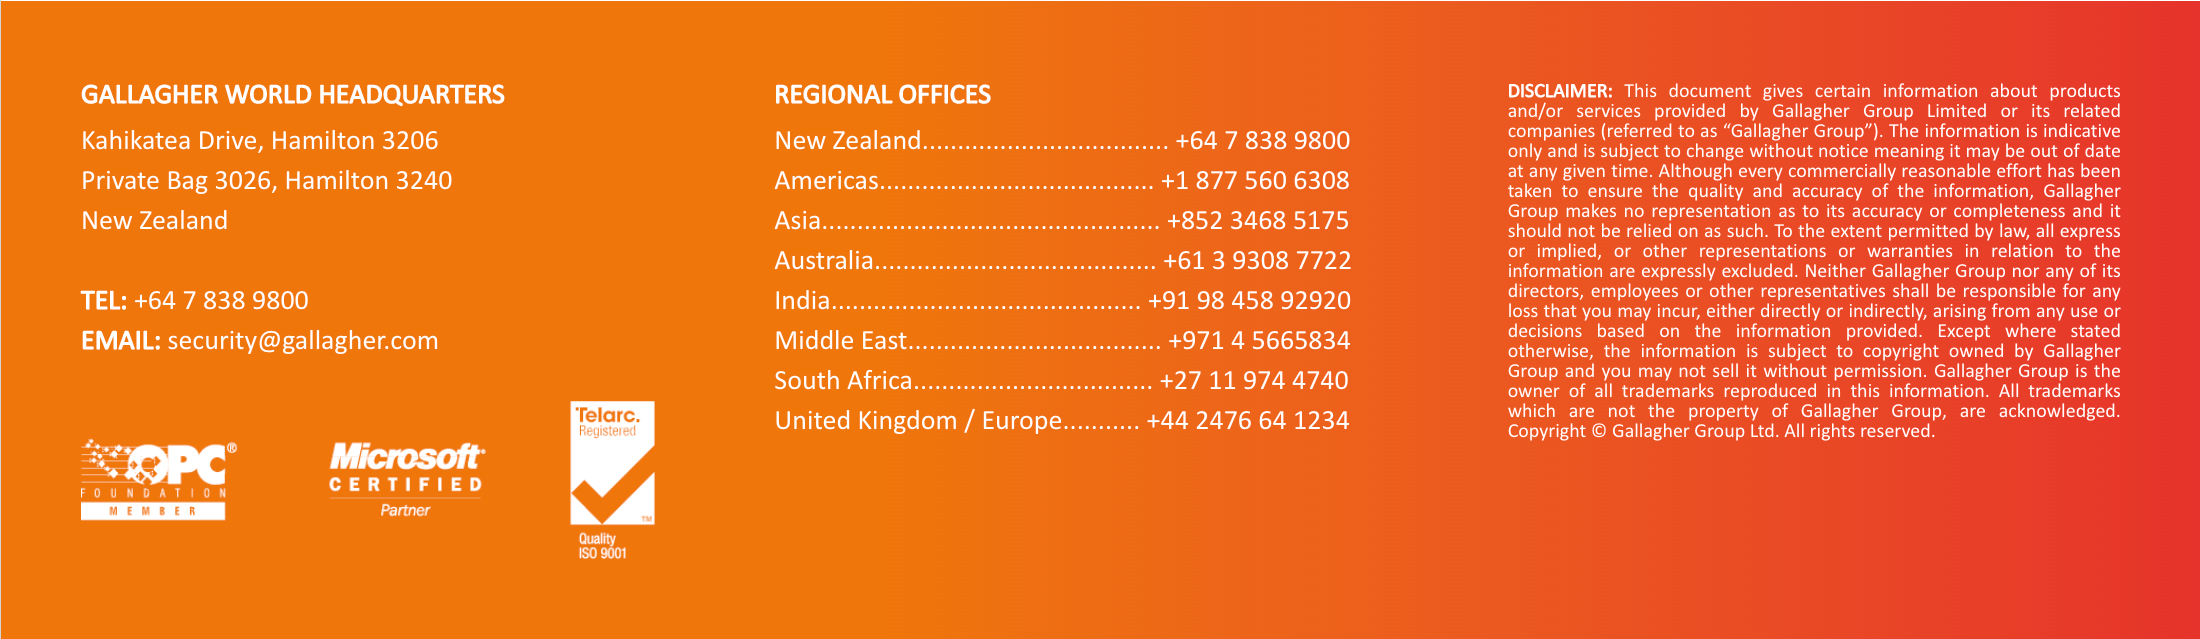 GALLAGHER WORLD HEADQUARTERS
Kahikatea Drive, Hamilton 3206
Private Bag 3026, Hamilton 3240
New Zealand
TEL: +64 7 838 9800
EMAIL: security@gallagher.com
OPC®
FOUNDATION
MEMBER
Microsoft
CERTIFIED
Partner
Telarc.
Registered
TM
Quality
ISO 9001
REGIONAL OFFICES
New Zealand................................... +64 7 838 9800
Americas....................................... +1 877 560 6308
Asia................................................ +852 3468 5175
Australia........................................ +61 3 9308 7722
India............................................ +91 98 458 92920
Middle East.................................... +971 4 5665834
South Africa.................................. +27 11 974 4740
United Kingdom / Europe........... +44 2476 64 1234
DISCLAIMER: This document gives certain information about products
and/or services provided by Gallagher Group Limited or its related
companies (referred to as “Gallagher Group”). The information is indicative
only and is subject to change without notice meaning it may be out of date
at any given time. Although every commercially reasonable effort has been
taken to ensure the quality and accuracy of the information, Gallagher
Group makes no representation as to its accuracy or completeness and it
should not be relied on as such. To the extent permitted by law, all express
or implied, or other representations or warranties in relation to the
information are expressly excluded. Neither Gallagher Group nor any of its
directors, employees or other representatives shall be responsible for any
loss that you may incur, either directly or indirectly, arising from any use or
decisions based on the information provided. Except where stated
otherwise, the information is subject to copyright owned by Gallagher
Group and you may not sell it without permission. Gallagher Group is the
owner of all trademarks reproduced in this information. All trademarks
which are not the property of Gallagher Group, are acknowledged.
Copyright © Gallagher Group Ltd. All rights reserved.